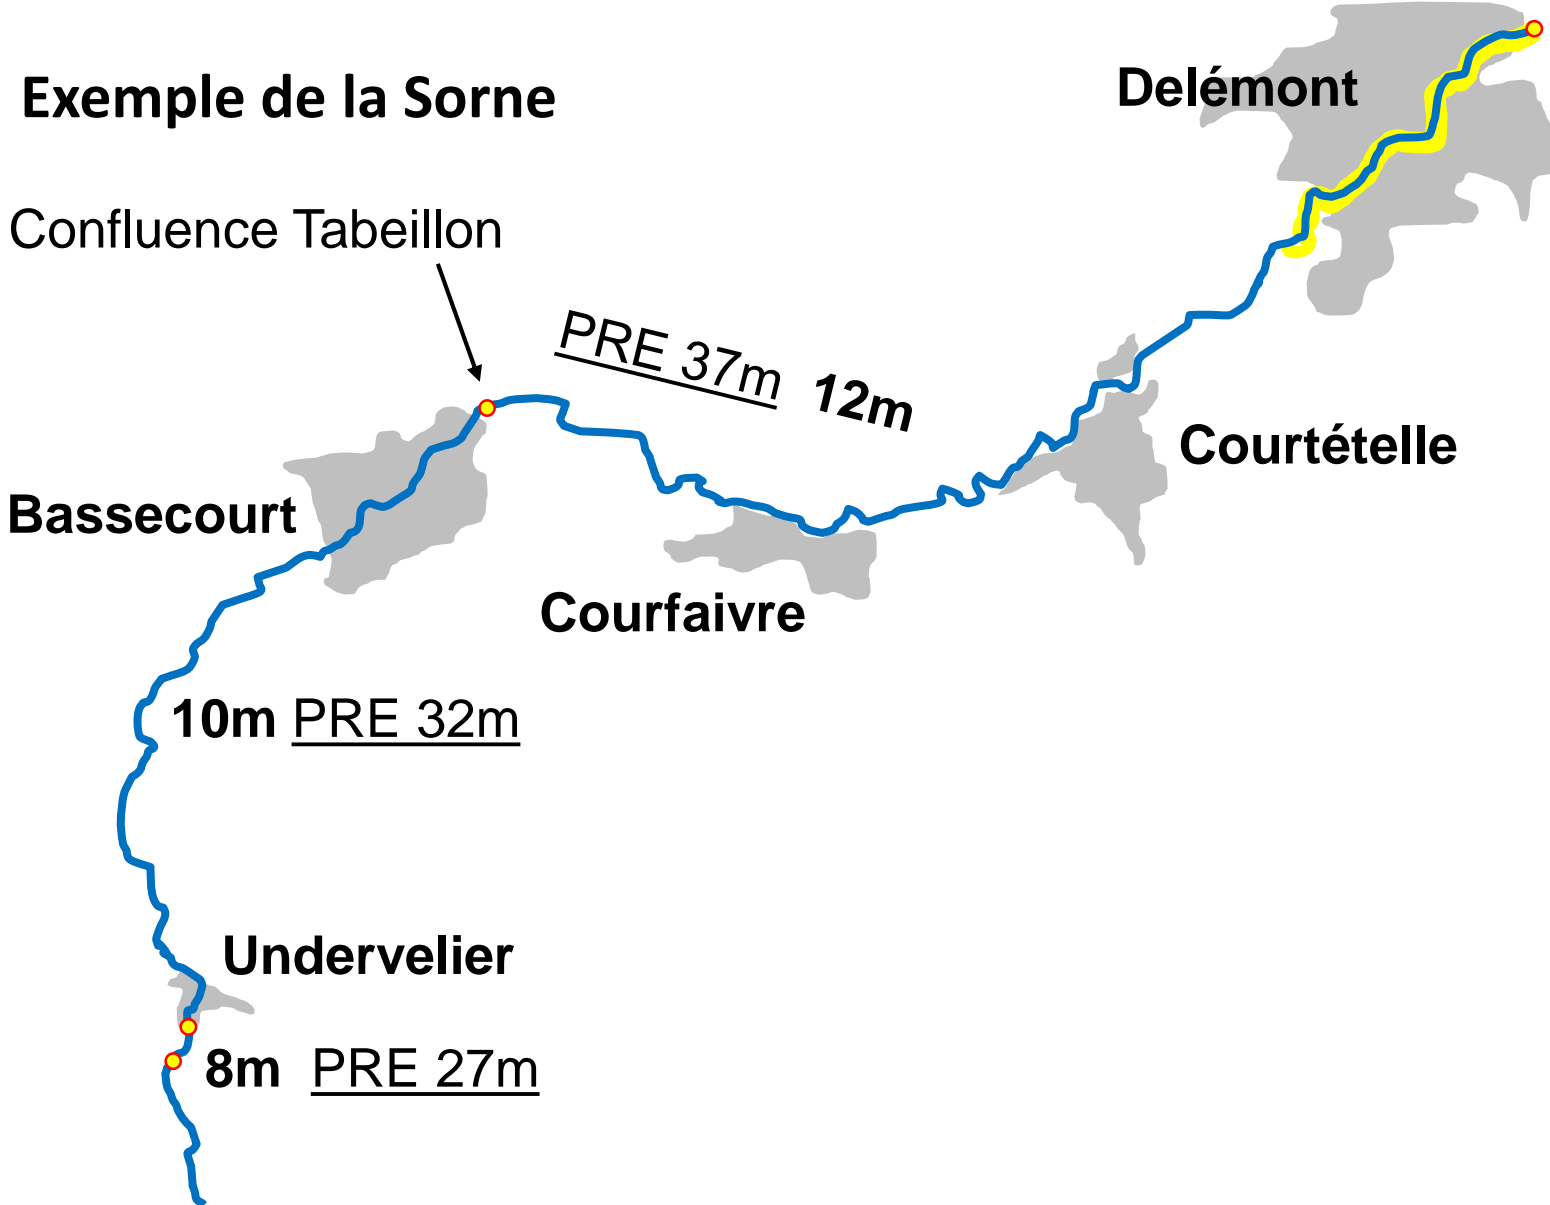 Exemple de la Sorne
Delémont
Confluence Tabeillon
PRE 37m 12m
Courtételle
Bassecourt
Courfaivre
10m PRE 32m
Undervelier
8m PRE 27m